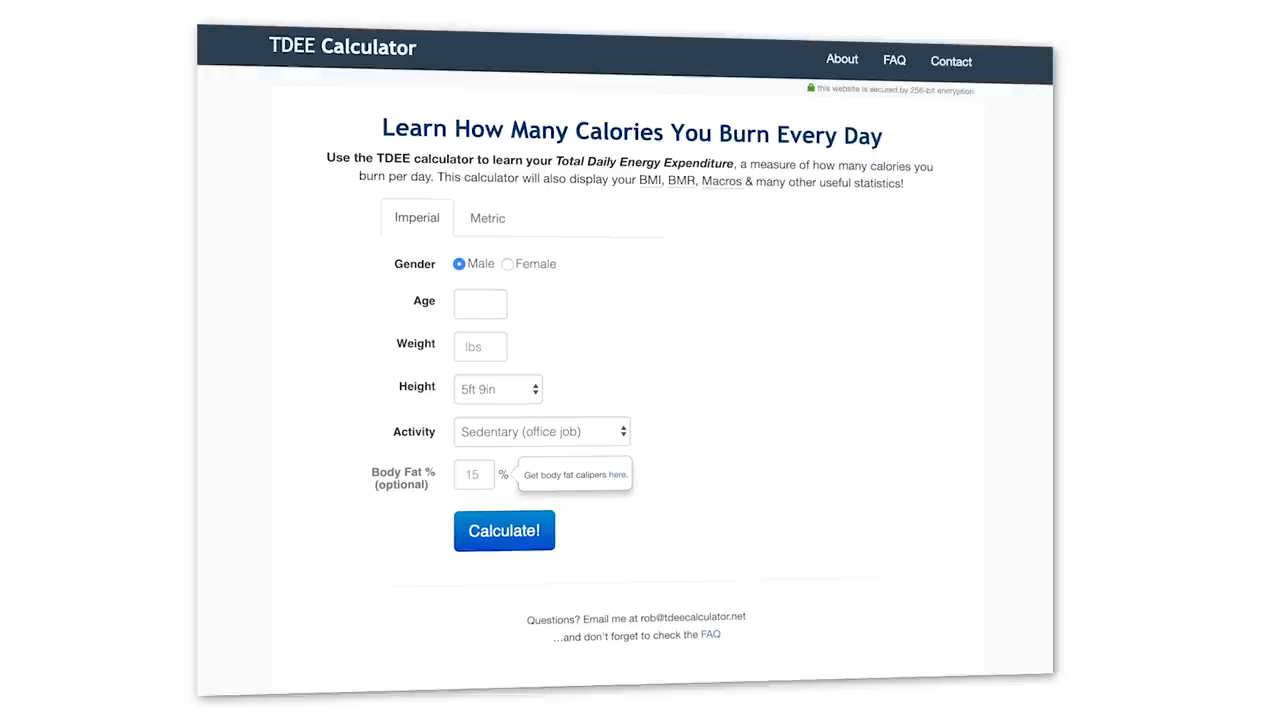 TDEE Calculator
About FAQ Contact
this website is secured by 256-bit encryption
Learn How Many Calories You Burn Every Day
Use the TDEE calculator to learn your Total Daily Energy Expenditure, a measure of how many calories you
burn per day. This calculator will also display your BMI, BMR, Macros & many other useful statistics!
Imperial Metric
Gender Male Female
Age
Weight lbs
Height 5ft 9in
Activity Sedentary (office job)
Body Fat %
(optional)
15 % Get body fat calipers here.
Calculate!
Questions? Email me at rob@tdeecalculator.net
...and don't forget to check the FAQ